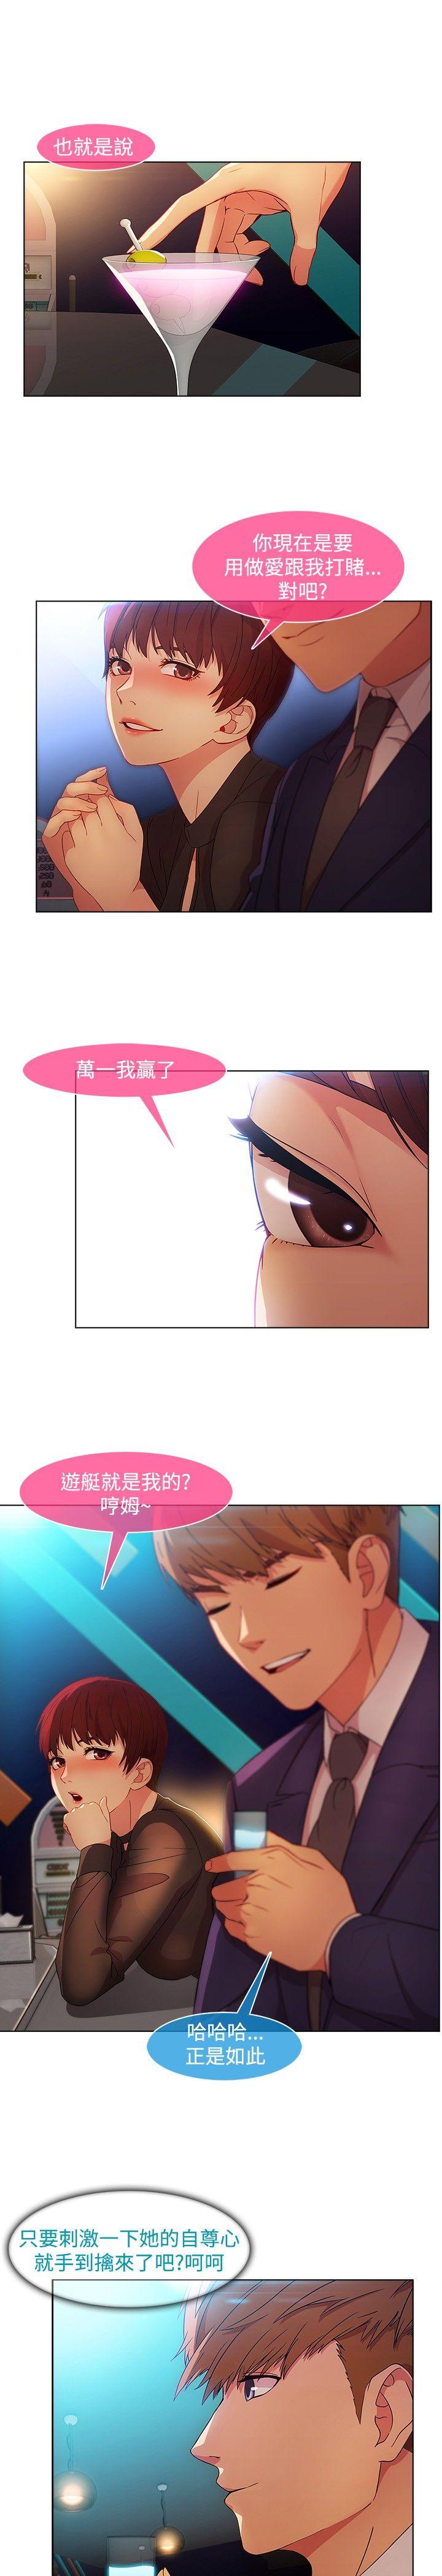 也就是說
你現在是要
用做愛跟我打賭...
對吧?
萬一我贏了
遊艇就是我的?
哼姆~
哈哈哈...
正是如此
只要刺激一下她的自尊心
就手到擒來了吧?呵呵